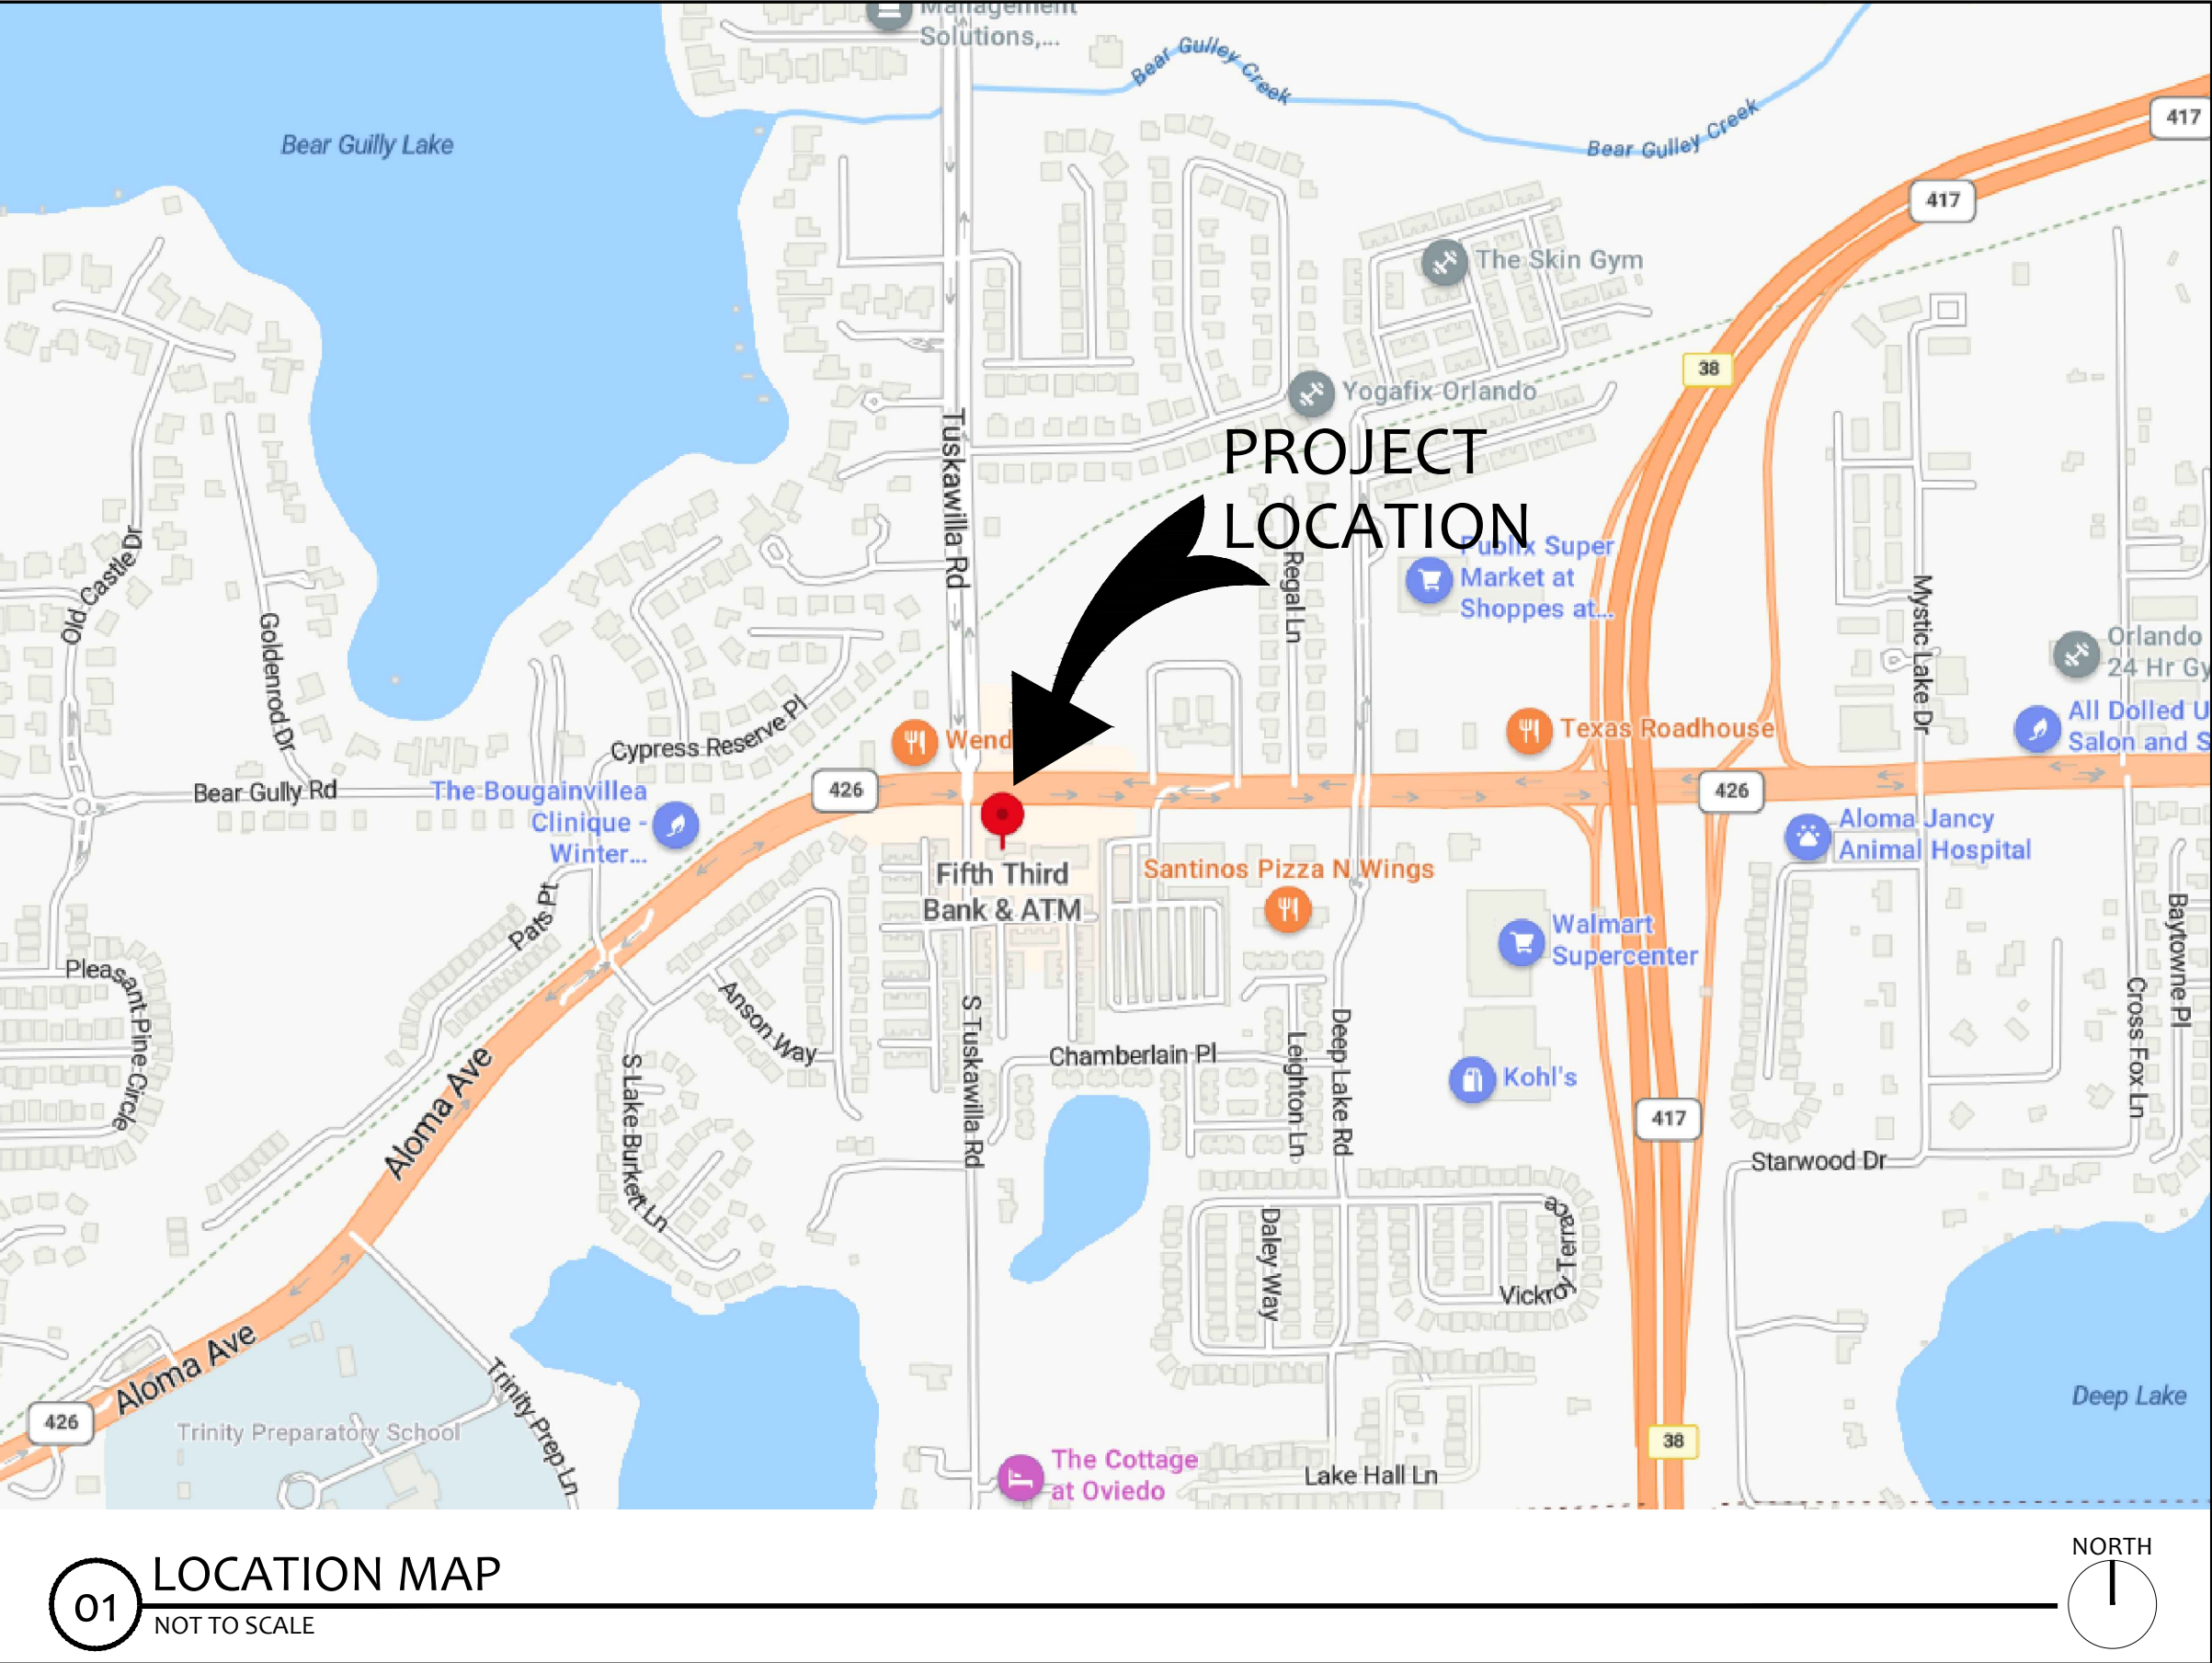 Management
Solutions,...
Bear Gulley Creek
Bear Gulley Creek
417
Bear Guilly Lake
417
The Skin Gym
38
Yogafix Orlando
PROJECT
LOCATION
Tuskawilla Rd
Publix Super
Market at
Shoppes at...
Regal Ln
Old Castle Dr
Goldenrod Dr
Mystic Lake Dr
Orlando
24 Hr Gy
Cypress Reserve Pl
Wend
Texas Roadhouse
All Dolled U
Salon and S
Bear Gully Rd
The Bougainvillea
Clinique -
Winter...
426
426
Aloma Jancy
Animal Hospital
Fifth Third
Bank & ATM
Santinos Pizza N Wings
Pats Pt
Walmart
Supercenter
Baytowne Pl
Pleasant Pine Circle
Anson Way
S Tuskawilla Rd
Chamberlain Pl
Leighton Ln
Deep Lake Rd
Cross Fox Ln
Kohl's
Aloma Ave
S Lake Burkett Ln
417
Starwood Dr
Daley Way
Vickroy Terrace
Aloma Ave
Trinity Prep Ln
Deep Lake
426
Trinity Preparatory School
38
The Cottage
at Oviedo
Lake Hall Ln
01
LOCATION MAP
NOT TO SCALE
NORTH